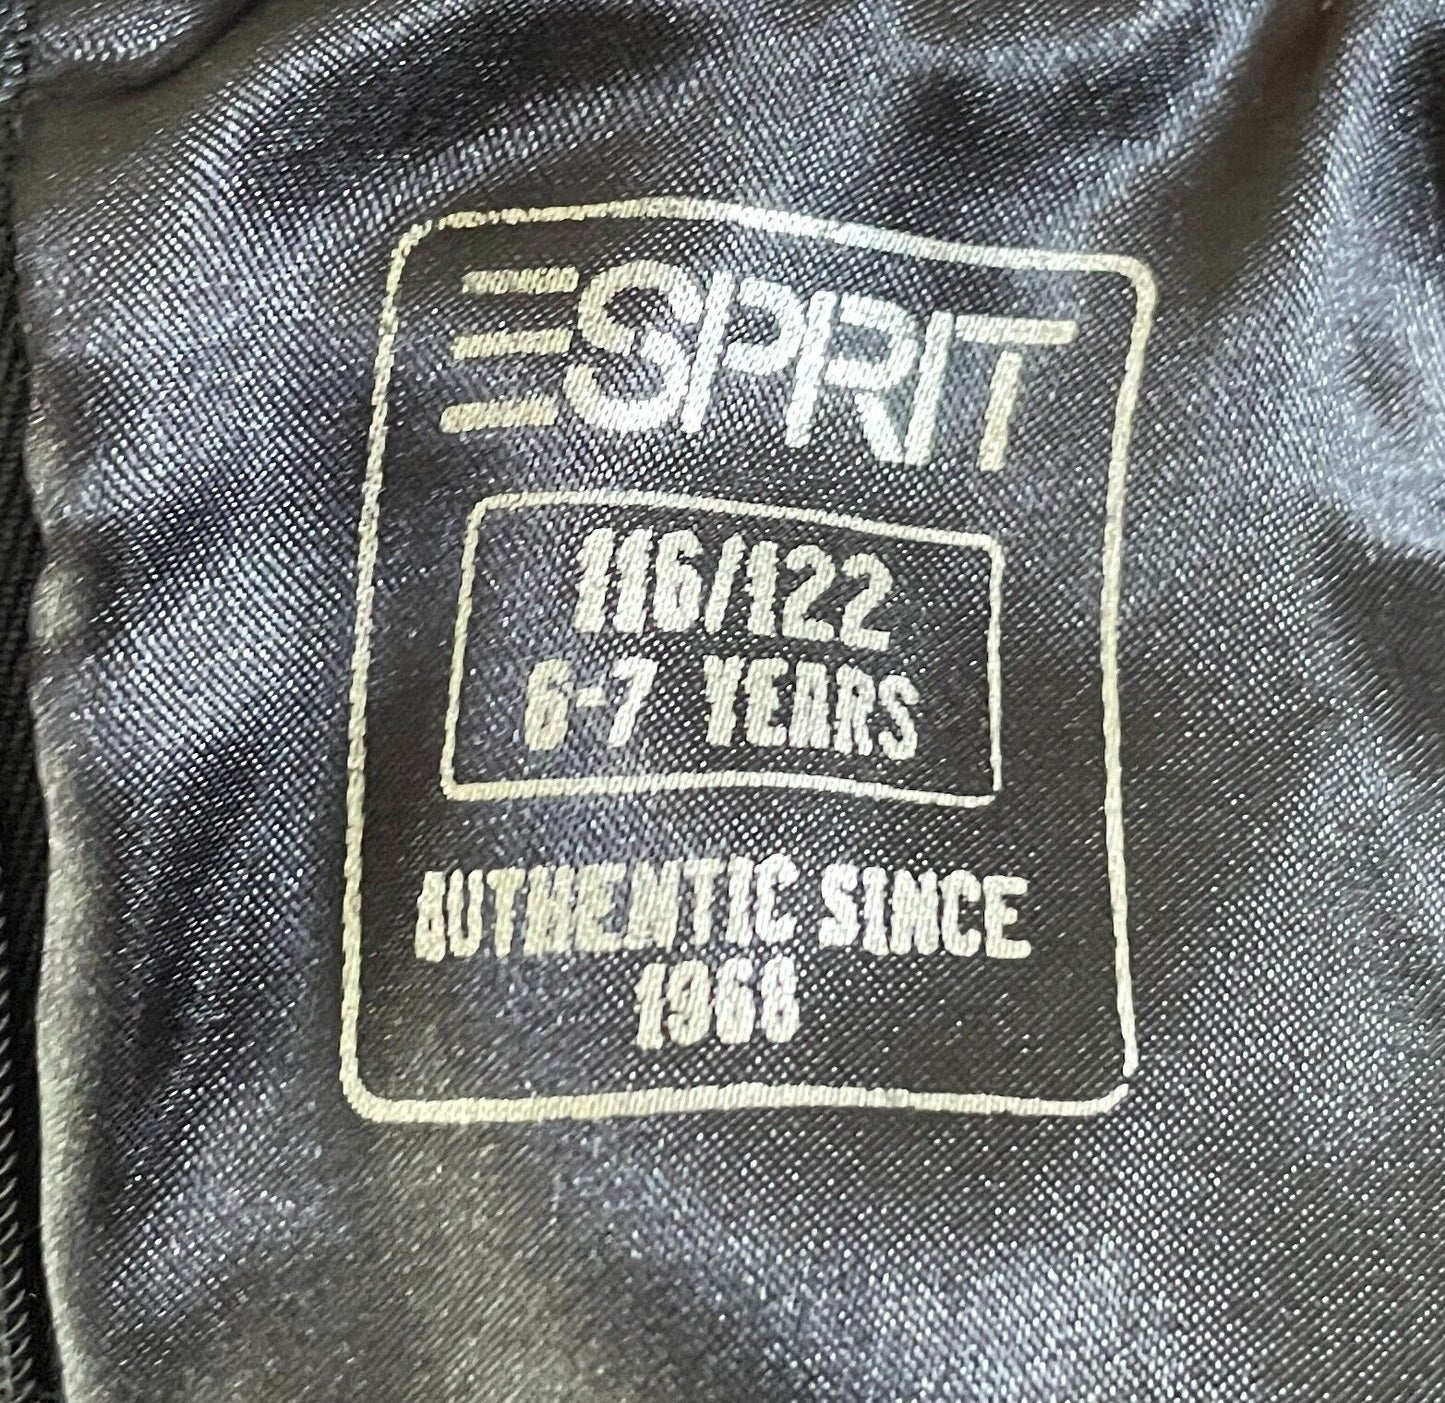 ESPRIT
116/122
6-7 YEARS
AUTHENTIC SINCE
1968